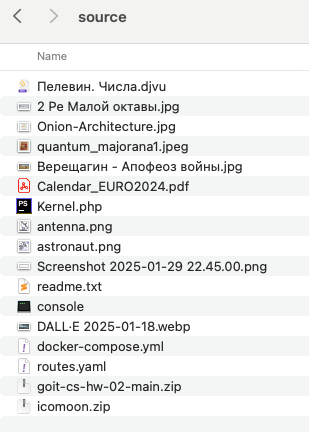 source
Name
Пелевин. Числа.djvu
2 Ре Малой октавы.jpg
Onion-Architecture.jpg
quantum_majorana1.jpeg
Верещагин - Апофеоз войны.jpg
Calendar_EURO2024.pdf
PS Kernel.php
antenna.png
astronaut.png
Screenshot 2025-01-29 22.45.00.png
readme.txt
console
DALL·E 2025-01-18.webp
docker-compose.yml
routes.yaml
goit-cs-hw-02-main.zip
icomoon.zip